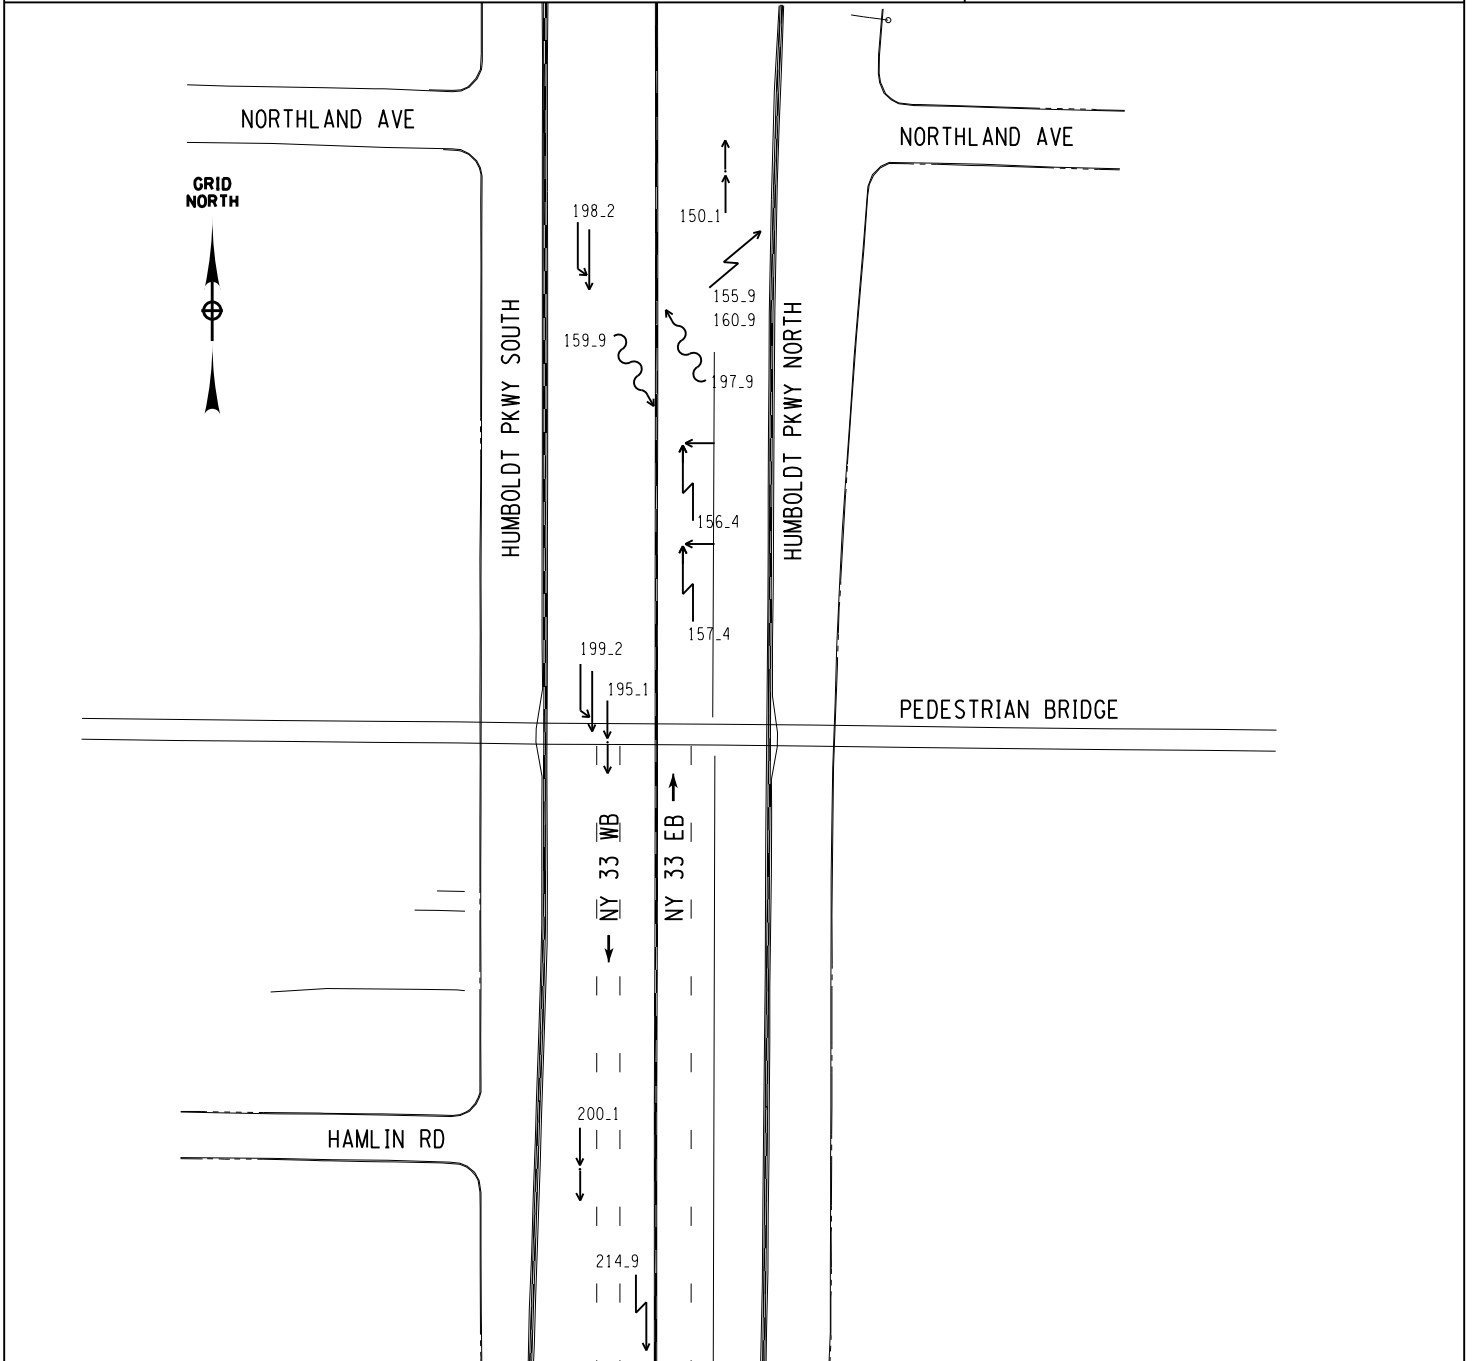 NORTHLAND AVE
NORTHLAND AVE
GRID
NORTH
198_2
150_1
155_9
160_9
HUMBOLDT PKWY SOUTH
HUMBOLDT PKWY NORTH
159_9
197_9
156_4
157_4
199_2
195_1
PEDESTRIAN BRIDGE
NY 33 WB
NY 33 EB
200_1
HAMLIN RD
214_9